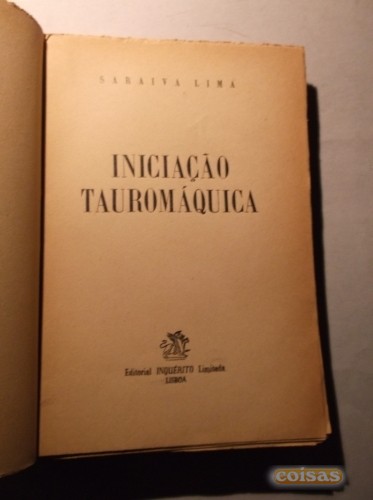 SARAIVA LIMA
INICIAÇÃO
TAUROMÁQUICA
Editorial INQUÉRITO Limitada
LISBOA
coisas